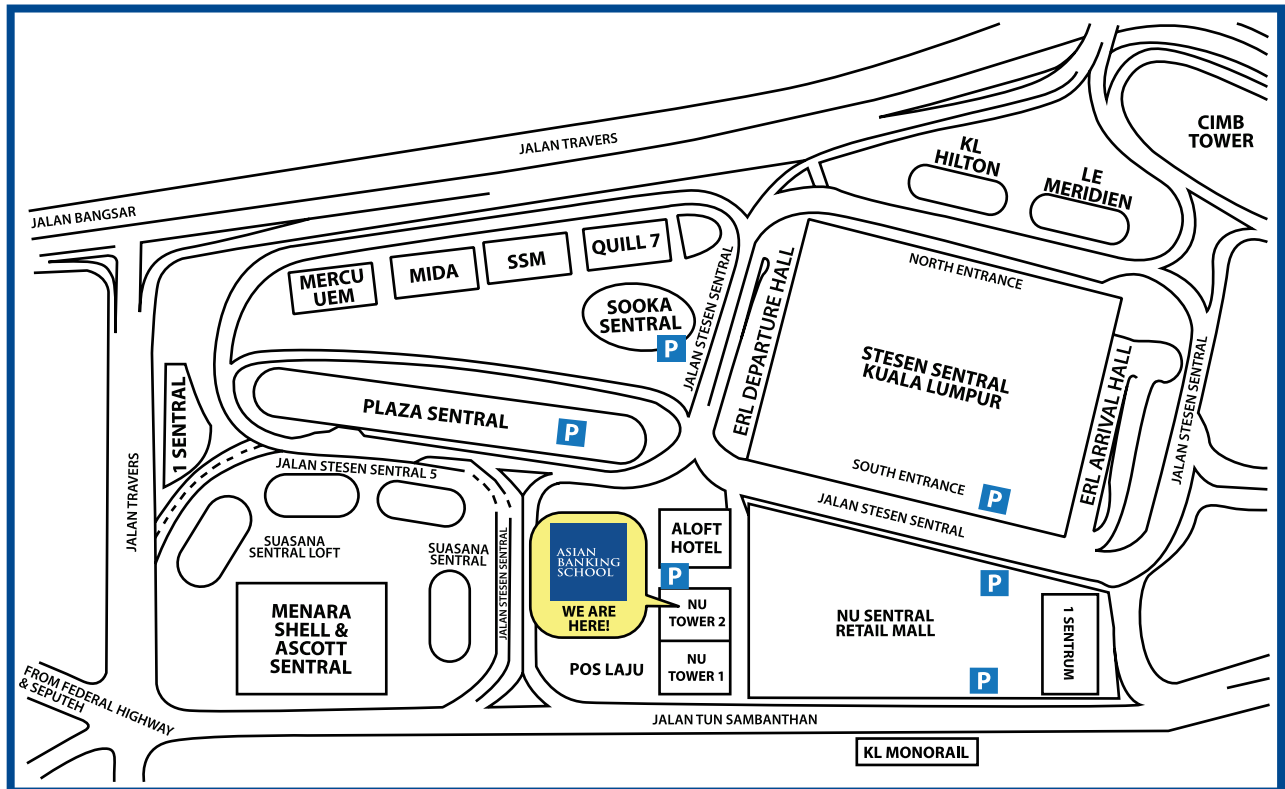 JALAN TRAVERS
JALAN BANGSAR
CIMB
TOWER
KL
HILTON
LE
MERIDIEN
MERCU
UEM
MIDA
SSM
QUILL 7
SOOKA
SENTRAL
P
JALAN STESEN SENTRAL
ERL DEPARTURE HALL
NORTH ENTRANCE
STESEN SENTRAL
KUALA LUMPUR
SOUTH ENTRANCE
P
ERL ARRIVAL HALL
JALAN STESEN SENTRAL
1 SENTRAL
PLAZA SENTRAL
P
JALAN TRAVERS
JALAN STESEN SENTRAL 5
JALAN STESEN SENTRAL
SUASANA
SENTRAL LOFT
SUASANA
SENTRAL
JALAN STESEN SENTRAL
ASIAN
BANKING
SCHOOL
WE ARE
HERE!
ALOFT
HOTEL
P
NU
TOWER 2
NU
TOWER 1
POS LAJU
P
NU SENTRAL
RETAIL MALL
1 SENTRUM
P
MENARA
SHELL &
ASCOTT
SENTRAL
FROM FEDERAL HIGHWAY
& SEPUTEH
JALAN TUN SAMBANTHAN
KL MONORAIL